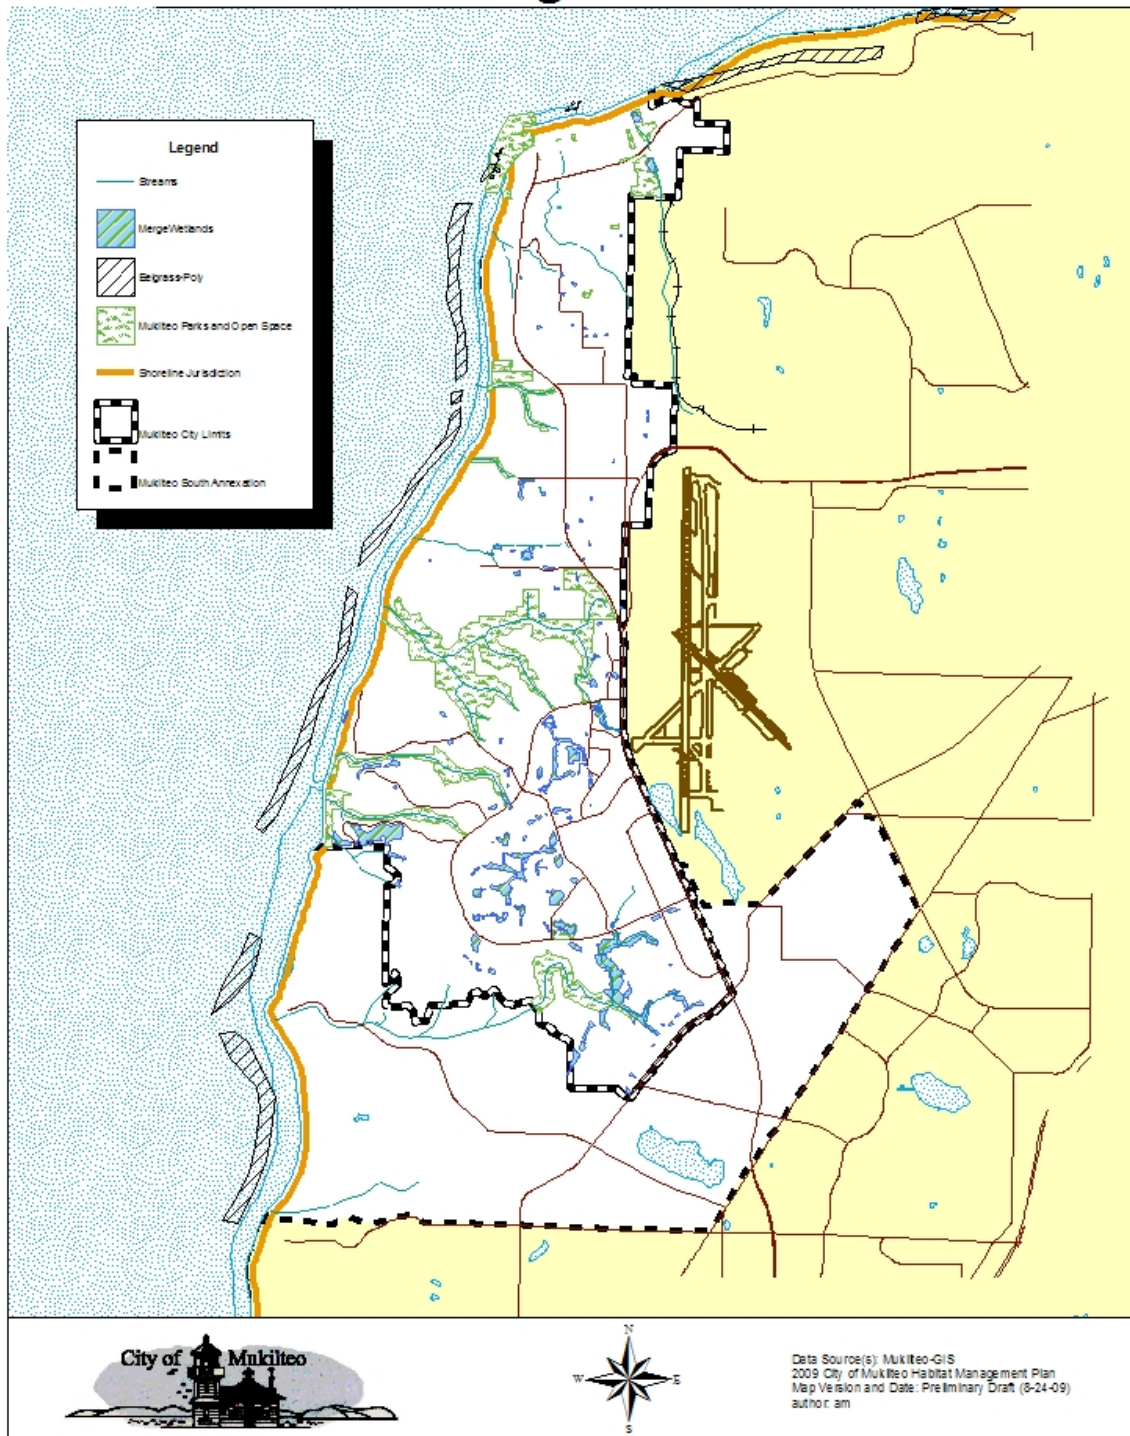 Legend
Streams
MergeWetlands
Eelgrass-Poly
Mukilteo Parks and Open Space
Shoreline Jurisdiction
Mukilteo City Limits
Mukilteo South Annexation
City of Mukilteo
N
W E
S
Data Source(s): Mukilteo-GIS
2009 City of Mukilteo Habitat Management Plan
Map Version and Date: Preliminary Draft (8-24-09)
author: am